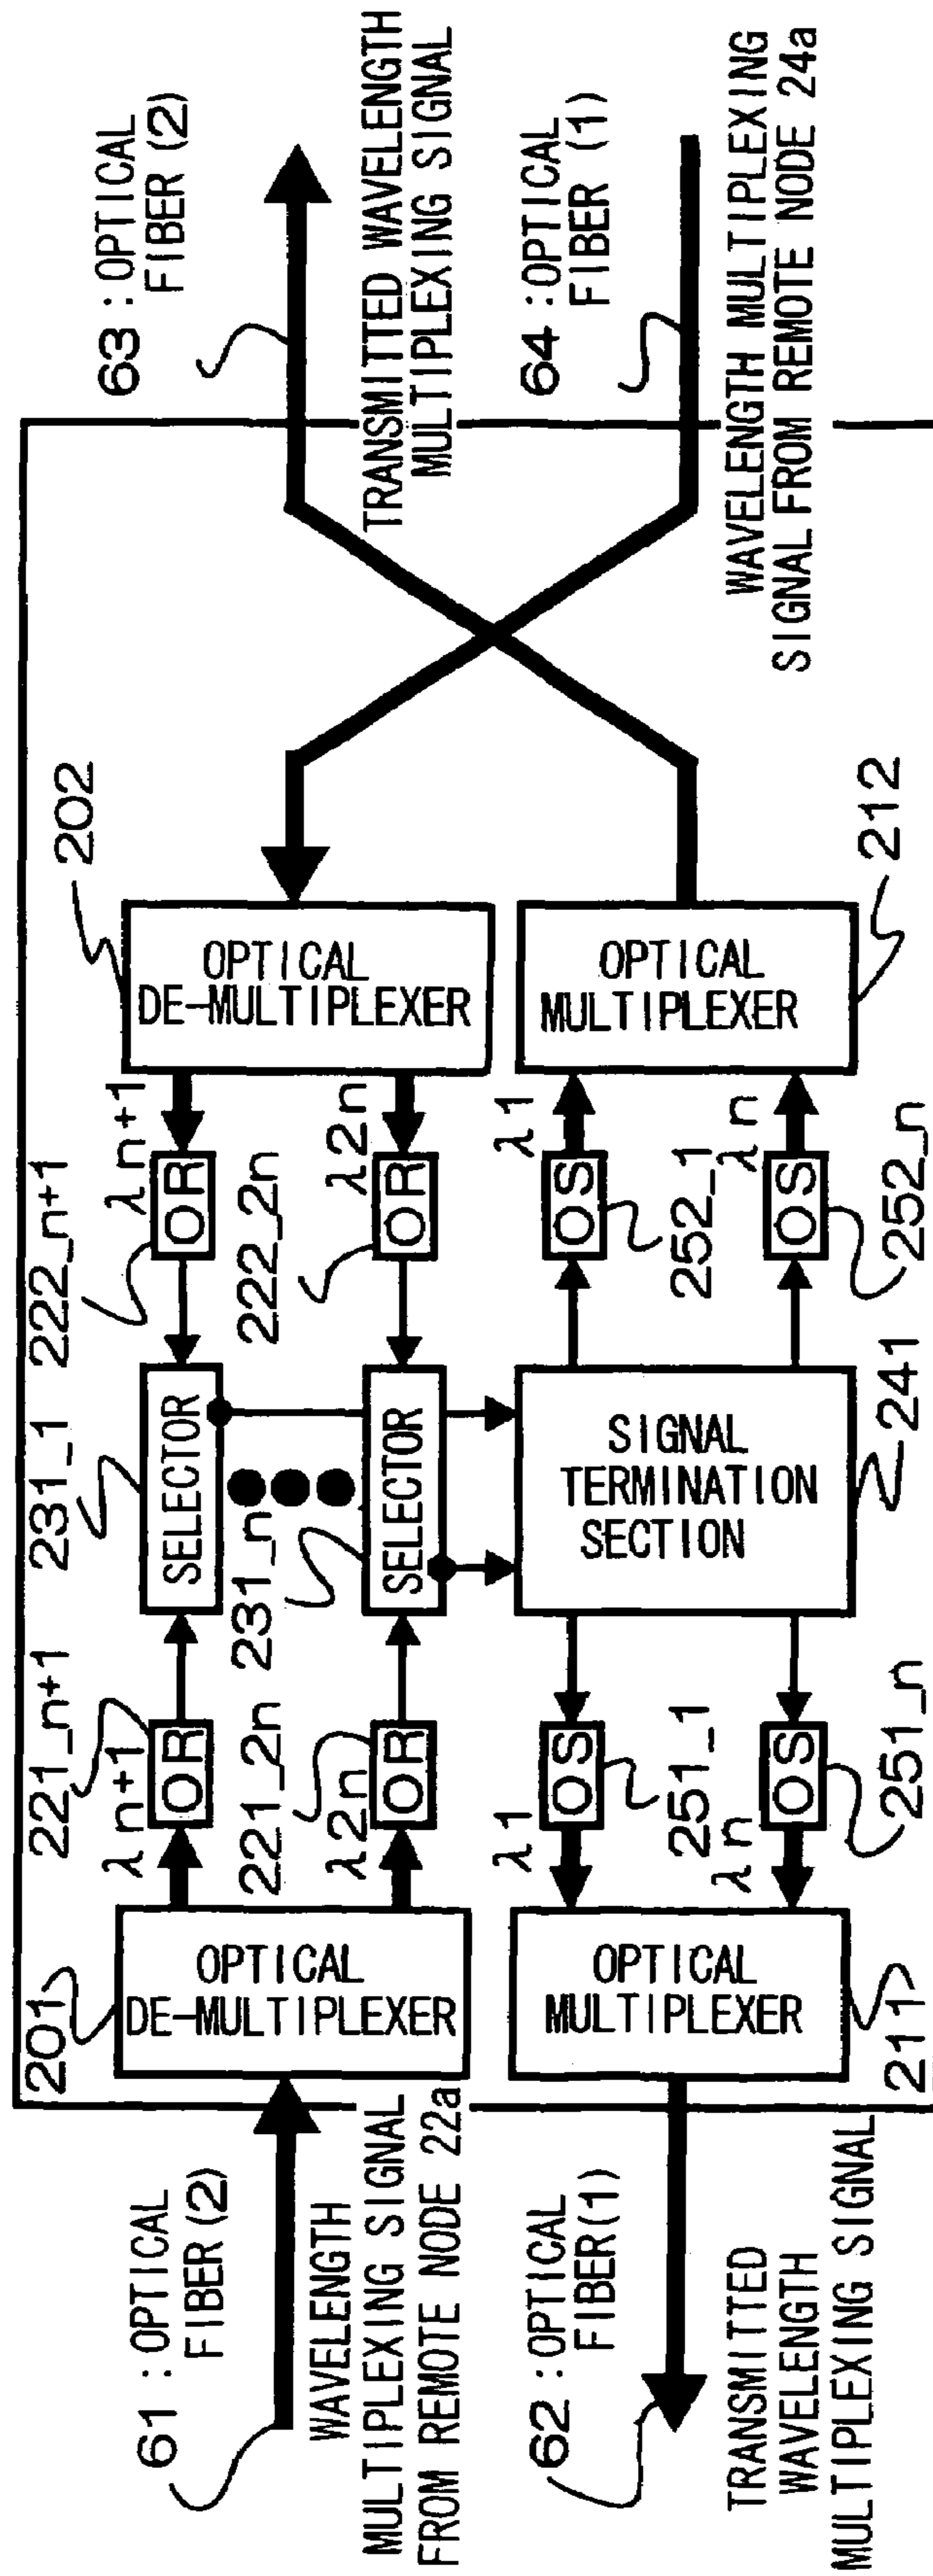 61 :OPTICAL
FIBER(2)
WAVELENGTH
MULTIPLEXING SIGNAL
FROM REMOTE NODE 22a
62 :OPTICAL
FIBER(1)
TRANSMITTED
WAVELENGTH
MULTIPLEXING SIGNAL
201
OPTICAL
DE-MULTIPLEXER
OPTICAL
MULTIPLEXER
211
221_n+1
λn+1
OR
221_2n
λ2n
OR
λ1
OS
251_1
λn
OS
251_n
231_1
SELECTOR
231_n
SELECTOR
SIGNAL
TERMINATION
SECTION
241
222_n+1
λn+1
OR
222_2n
λ2n
OR
λ1
OS
252_1
λn
OS
252_n
202
OPTICAL
DE-MULTIPLEXER
OPTICAL
MULTIPLEXER
212
63 :OPTICAL
FIBER(2)
TRANSMITTED WAVELENGTH
MULTIPLEXING SIGNAL
64 :OPTICAL
FIBER (1)
WAVELENGTH MULTIPLEXING
SIGNAL FROM REMOTE NODE 24a